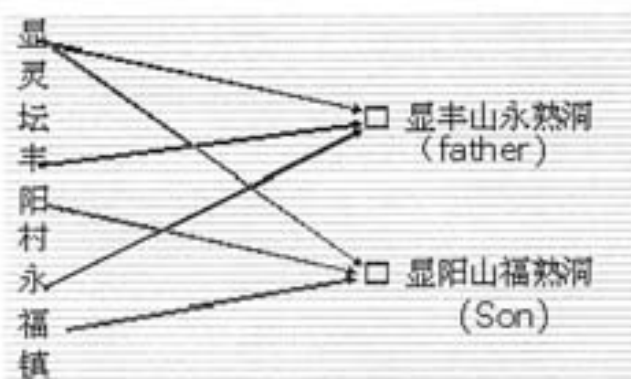 显
灵
坛
丰
阳
村
永
福
镇
□ 显丰山永熟洞
（father）
□ 显阳山福熟洞
(Son)